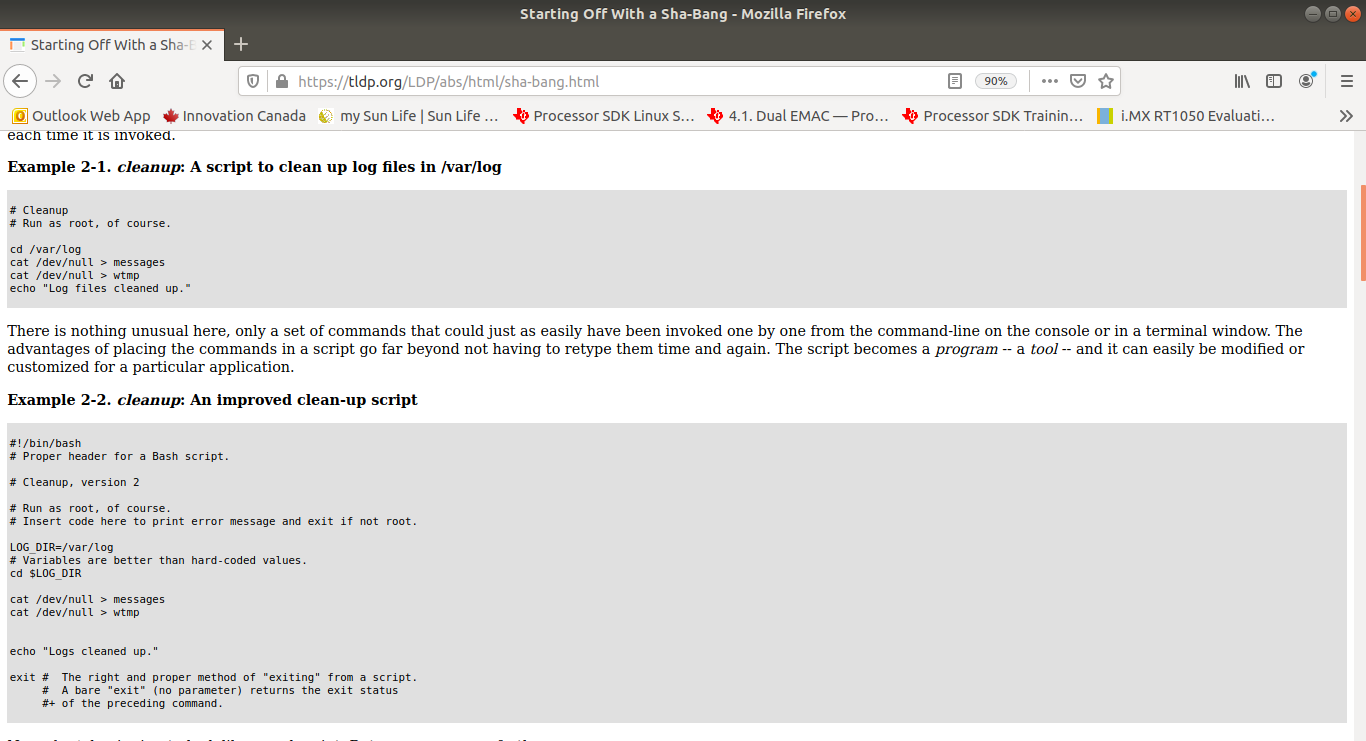 Starting Off With a Sha-Bang - Mozilla Firefox
Starting Off With a Sha-B
https://tldp.org/LDP/abs/html/sha-bang.html 90%
Outlook Web App Innovation Canada my Sun Life | Sun Life ... Processor SDK Linux S... 4.1. Dual EMAC — Pro... Processor SDK Trainin... i.MX RT1050 Evaluati...
each time it is invoked.
Example 2-1. cleanup: A script to clean up log files in /var/log
# Cleanup
# Run as root, of course.
cd /var/log
cat /dev/null > messages
cat /dev/null > wtmp
echo "Log files cleaned up."
There is nothing unusual here, only a set of commands that could just as easily have been invoked one by one from the command-line on the console or in a terminal window. The
advantages of placing the commands in a script go far beyond not having to retype them time and again. The script becomes a program -- a tool -- and it can easily be modified or
customized for a particular application.
Example 2-2. cleanup: An improved clean-up script
#!/bin/bash
# Proper header for a Bash script.
# Cleanup, version 2
# Run as root, of course.
# Insert code here to print error message and exit if not root.
LOG_DIR=/var/log
# Variables are better than hard-coded values.
cd $LOG_DIR
cat /dev/null > messages
cat /dev/null > wtmp
echo "Logs cleaned up."
exit #  The right and proper method of "exiting" from a script.
     #  A bare "exit" (no parameter) returns the exit status
     #+ of the preceding command.